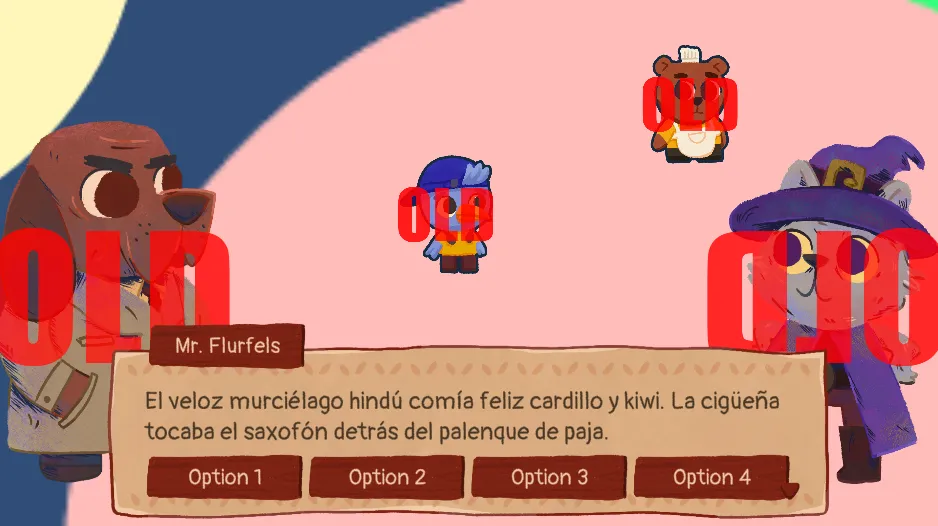 OLD
OLD
OLD
OLD
Mr. Flurfels
El veloz murciélago hindú comía feliz cardillo y kiwi. La cigüeña
tocaba el saxofón detrás del palenque de paja.
Option 1
Option 2
Option 3
Option 4